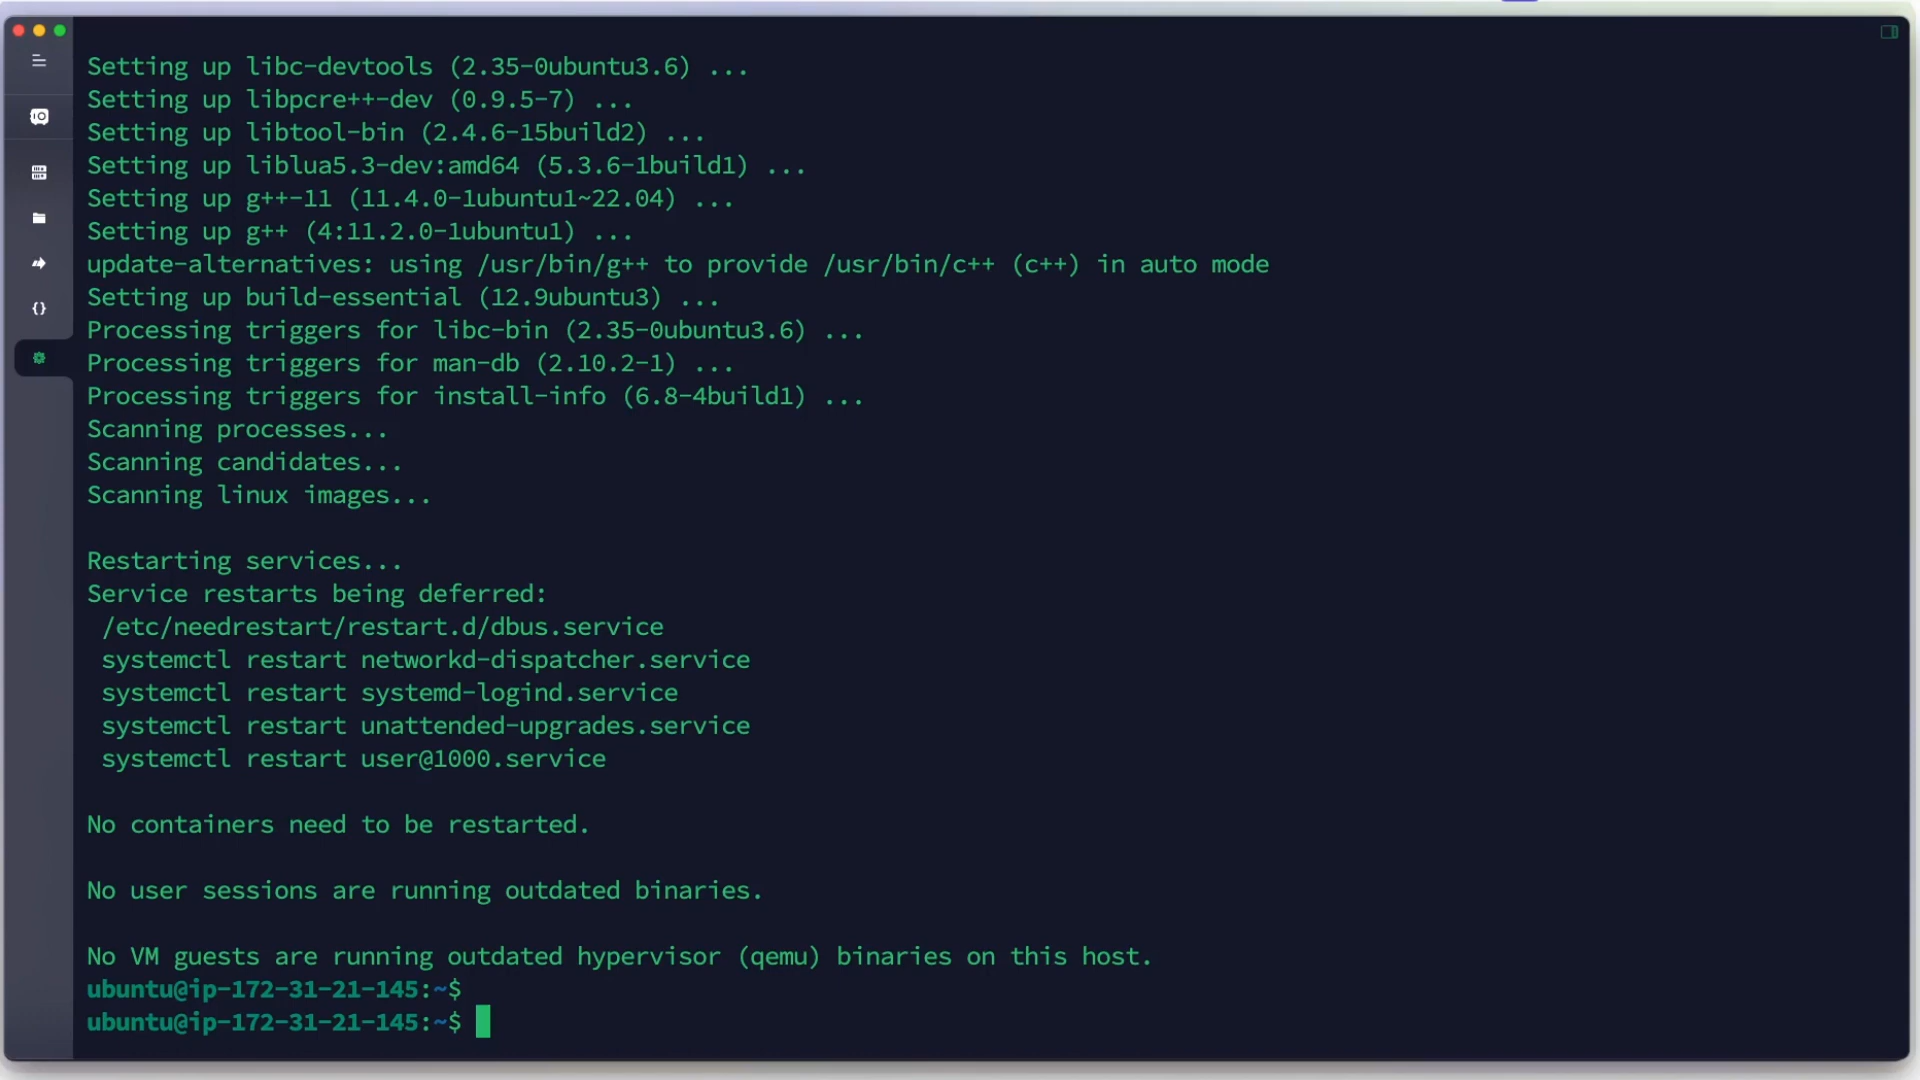 Setting up libc-devtools (2.35-0ubuntu3.6) ...
Setting up libpcre++-dev (0.9.5-7) ...
Setting up libtool-bin (2.4.6-15build2) ...
Setting up liblua5.3-dev:amd64 (5.3.6-1build1) ...
Setting up g++-11 (11.4.0-1ubuntu1~22.04) ...
Setting up g++ (4:11.2.0-1ubuntu1) ...
update-alternatives: using /usr/bin/g++ to provide /usr/bin/c++ (c++) in auto mode
Setting up build-essential (12.9ubuntu3) ...
Processing triggers for libc-bin (2.35-0ubuntu3.6) ...
Processing triggers for man-db (2.10.2-1) ...
Processing triggers for install-info (6.8-4build1) ...
Scanning processes...
Scanning candidates...
Scanning linux images...

Restarting services...
Service restarts being deferred:
 /etc/needrestart/restart.d/dbus.service
 systemctl restart networkd-dispatcher.service
 systemctl restart systemd-logind.service
 systemctl restart unattended-upgrades.service
 systemctl restart user@1000.service

No containers need to be restarted.

No user sessions are running outdated binaries.

No VM guests are running outdated hypervisor (qemu) binaries on this host.
ubuntu@ip-172-31-21-145:~$
ubuntu@ip-172-31-21-145:~$